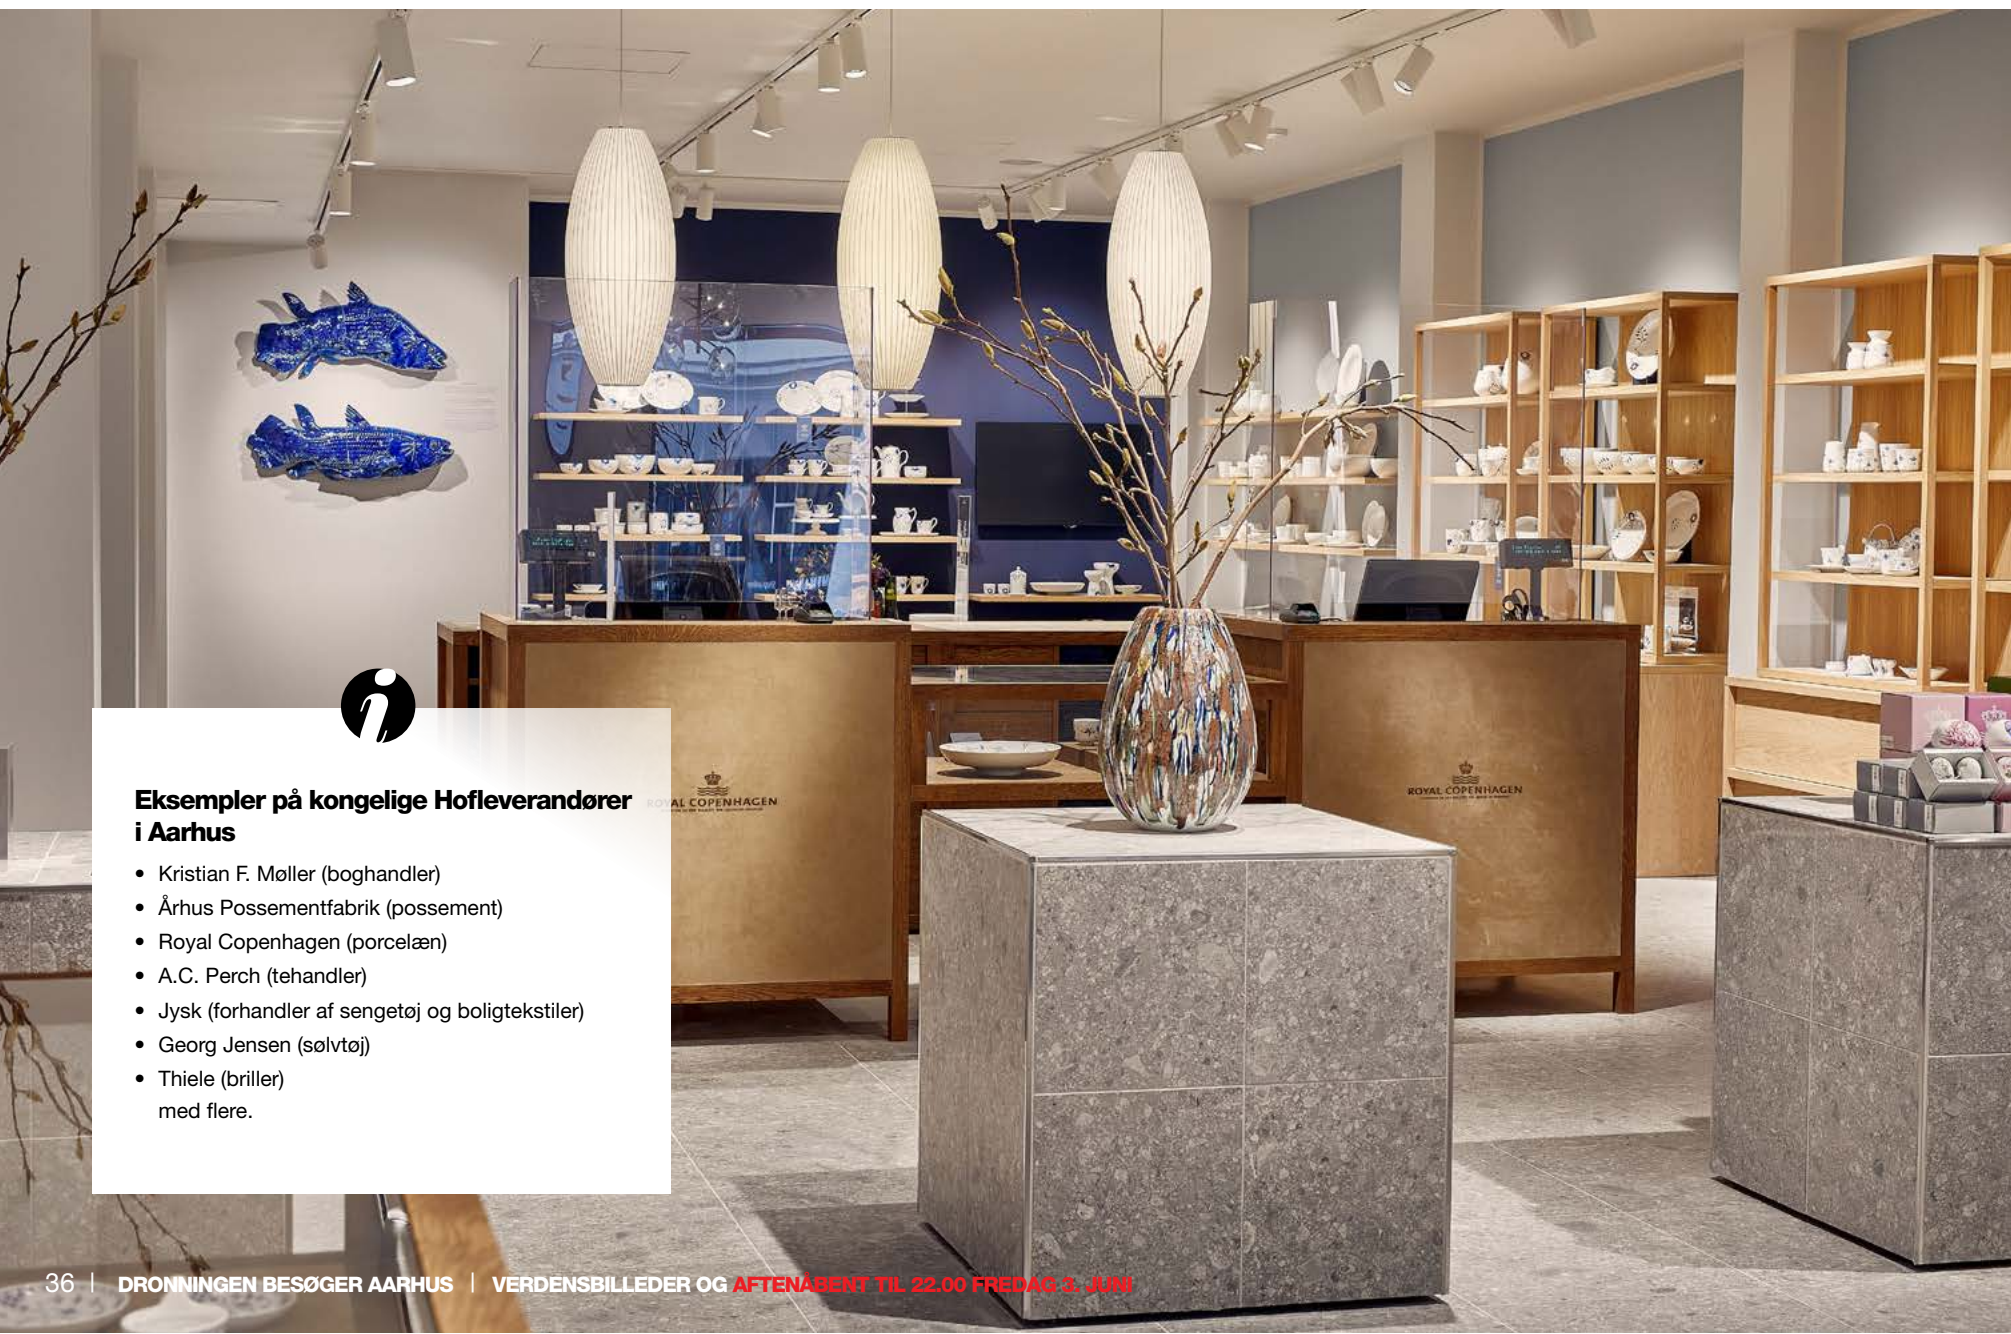 ROYAL COPENHAGEN
ROYAL COPENHAGEN
Eksempler på kongelige Hofleverandører
i Aarhus
• Kristian F. Møller (boghandler)
• Århus Possementfabrik (possement)
• Royal Copenhagen (porcelæn)
• A.C. Perch (tehandler)
• Jysk (forhandler af sengetøj og boligtekstiler)
• Georg Jensen (sølvtøj)
• Thiele (briller)
med flere.
36 | DRONNINGEN BESØGER AARHUS | VERDENSBILLEDER OG AFTENÅBENT TIL 22.00 FREDAG 3. JUNI